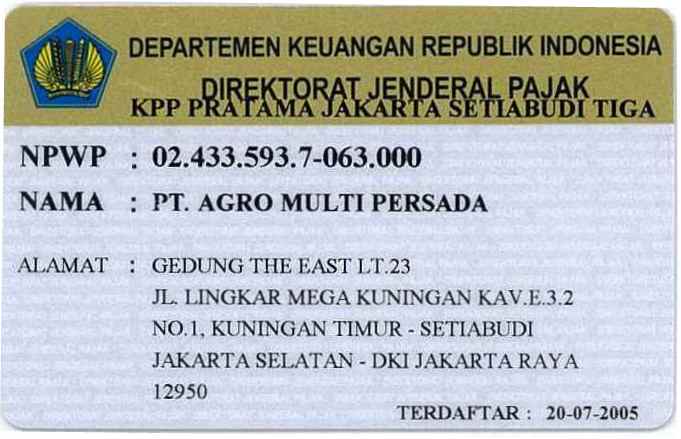 DEPARTEMEN KEUANGAN REPUBLIK INDONESIA
DIREKTORAT JENDERAL PAJAK
KPP PRATAMA JAKARTA SETIABUDI TIGA
NPWP : 02.433.593.7-063.000
NAMA : PT. AGRO MULTI PERSADA
ALAMAT : GEDUNG THE EAST LT.23
JL. LINGKAR MEGA KUNINGAN KAV.E.3.2
NO.1, KUNINGAN TIMUR - SETIABUDI
JAKARTA SELATAN - DKI JAKARTA RAYA
12950
TERDAFTAR : 20-07-2005